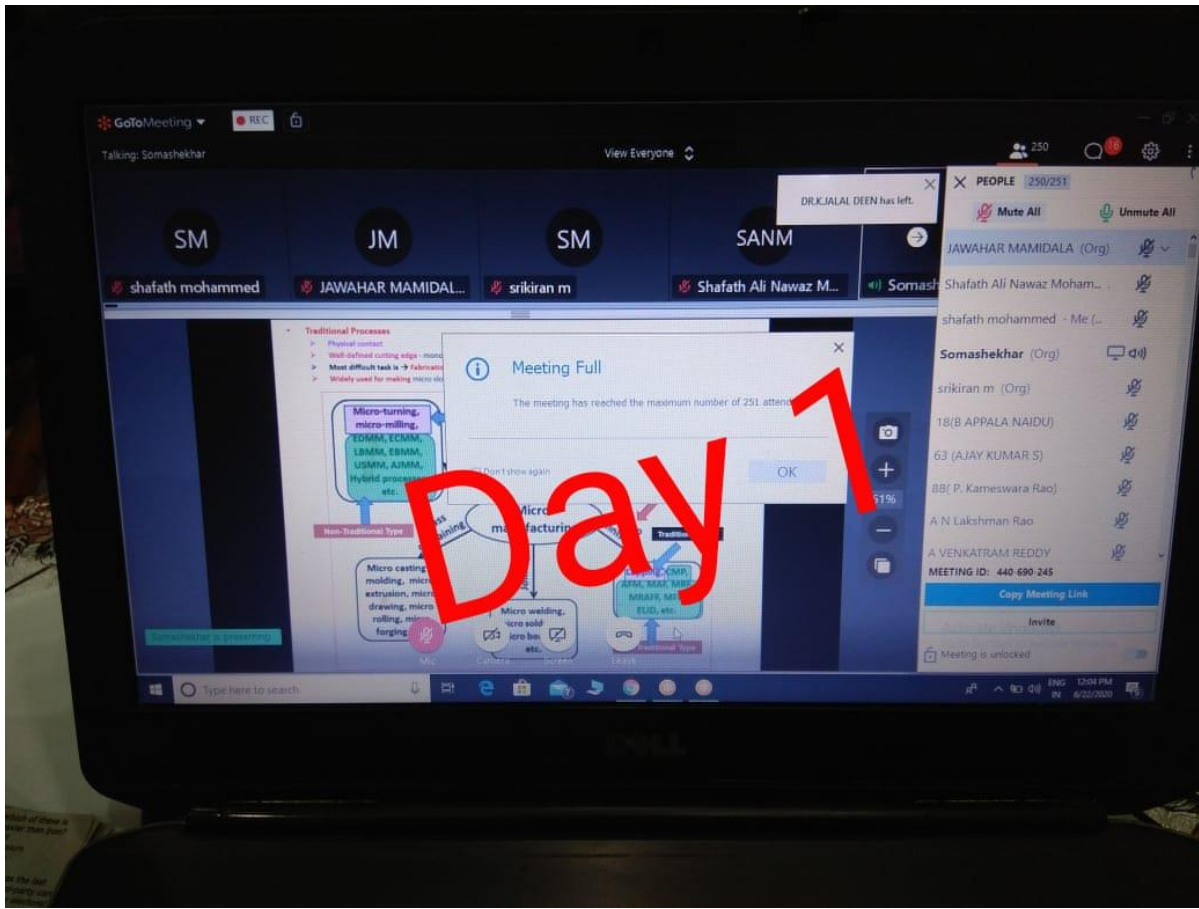 GoToMeeting
REC
Talking: Somashekhar
View Everyone
250
16
DR.K.JALAL DEEN has left.
PEOPLE 250/251
Mute All
Unmute All
SM
JM
SM
SANM
shafath mohammed
JAWAHAR MAMIDAL...
srikiran m
Shafath Ali Nawaz M...
Somash
JAWAHAR MAMIDALA (Org)
Shafath Ali Nawaz Moham...
shafath mohammed - Me (...
Somashekhar (Org)
srikiran m (Org)
18(B APPALA NAIDU)
63 (AJAY KUMAR S)
88( P. Kameswara Rao)
A N Lakshman Rao
A VENKATRAM REDDY
MEETING ID: 440-690-245
Copy Meeting Link
Invite
Meeting is unlocked
Traditional Processes
Physical contact
Well-defined cutting edge - mono
Most difficult task is → Fabricatio
Widely used for making micro
Meeting Full
The meeting has reached the maximum number of 251
Don't show again
OK
51%
Micro-turning,
micro-milling,
EDMM, ECMM,
LBMM, EBMM,
USMM, AJMM,
Hybrid
etc.
Non-Traditional Type
Micro casting
molding, micro
extrusion, micro
drawing, micro
rolling,
forging
Micro welding,
etc.
CMP,
EUD, etc.
Day 1
Somashekhar is presenting
Mic
Camera
Screen
Leave
Type here to search
ENG
IN
12:04 PM
6/22/2020
DELL